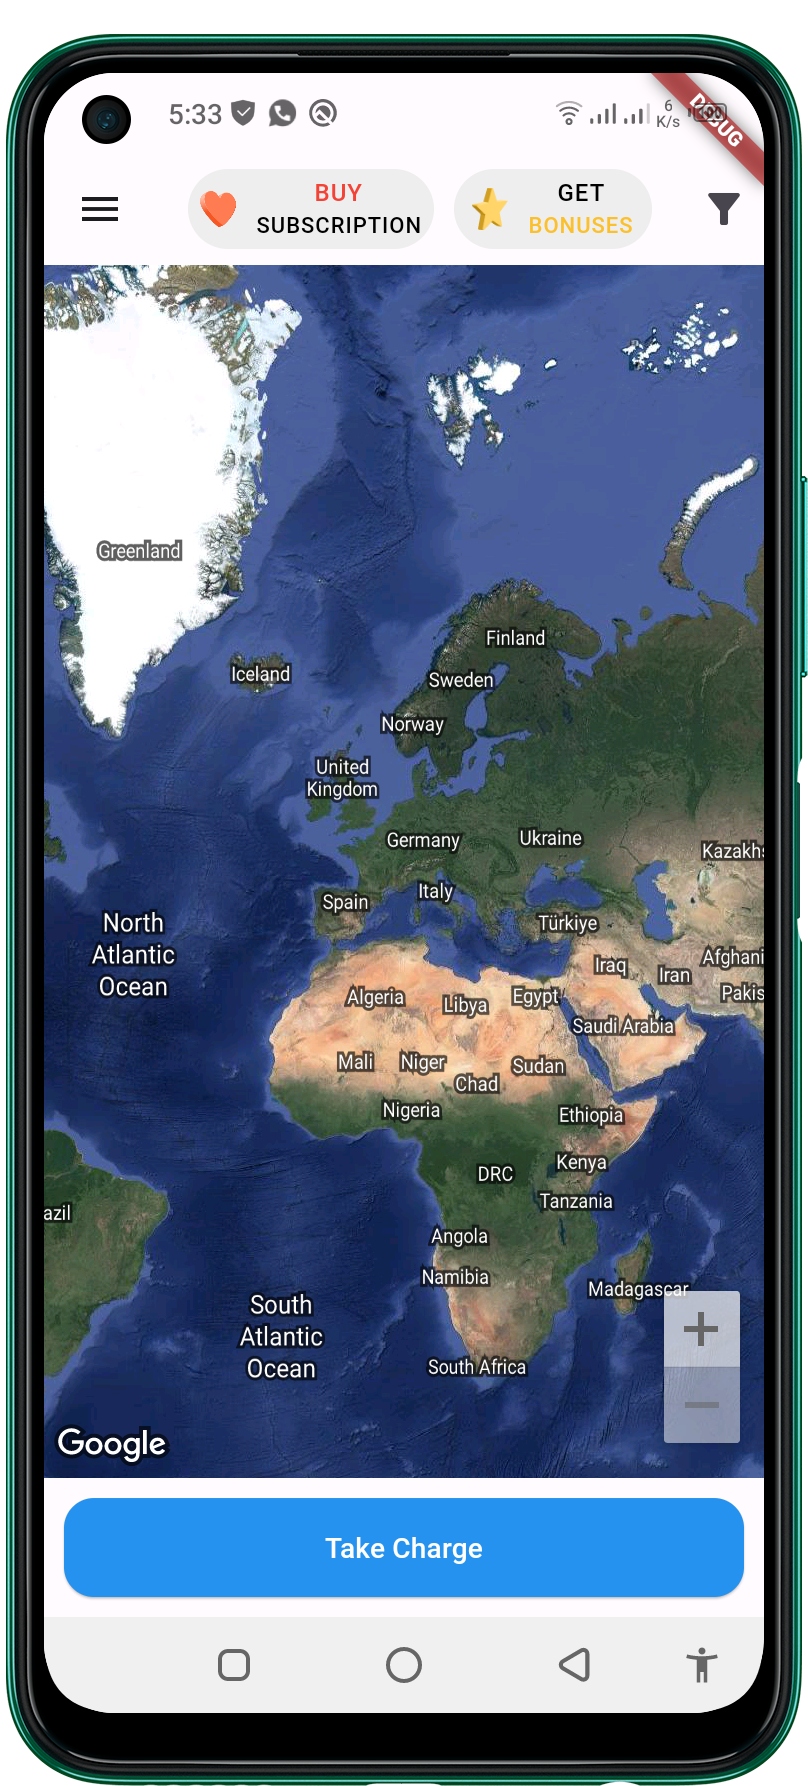 5:33
6
K/s
100
DEBUG
BUY
SUBSCRIPTION
GET
BONUSES
Greenland
Finland
Iceland
Sweden
Norway
United
Kingdom
Germany
Ukraine
Kazakhs
Italy
Spain
Türkiye
North
Atlantic
Ocean
Iraq
Iran
Afghani
Pakis
Algeria
Libya
Egypt
Saudi Arabia
Mali
Niger
Chad
Sudan
Nigeria
Ethiopia
DRC
Kenya
Tanzania
azil
Angola
Namibia
Madagascar
South
Atlantic
Ocean
South Africa
Google
Take Charge